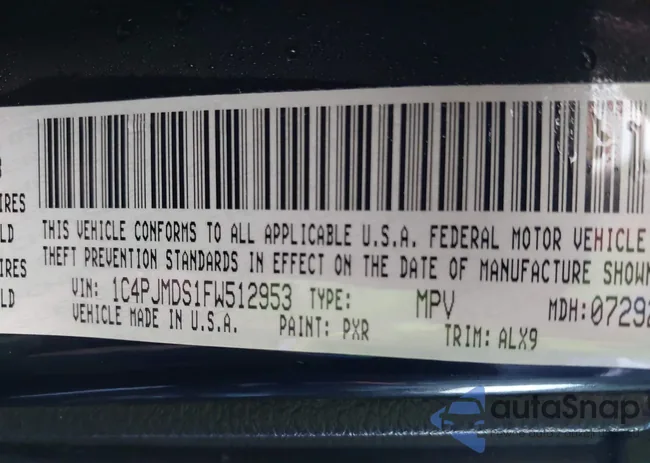 IRES
LD
IRES
LD
THIS VEHICLE CONFORMS TO ALL APPLICABLE U.S.A. FEDERAL MOTOR VEHICLE
THEFT PREVENTION STANDARDS IN EFFECT ON THE DATE OF MANUFACTURE SHOWN
VIN: 1C4PJMDS1FW512953 TYPE: MPV MDH: 07292
VEHICLE MADE IN U.S.A. PAINT: PXR TRIM: ALX9
autaSnap